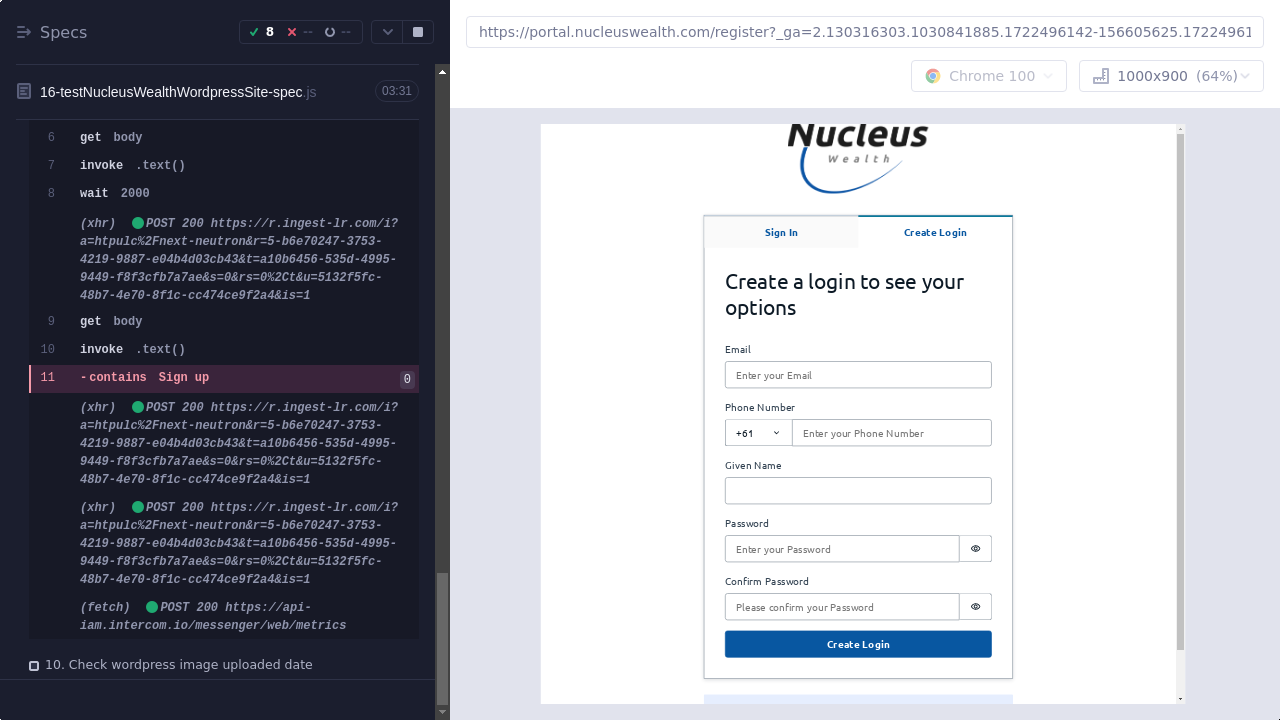 Specs
8
--
--
https://portal.nucleuswealth.com/register?_ga=2.130316303.1030841885.1722496142-156605625.17224961
Chrome 100
1000x900 (64%)
16-testNucleusWealthWordpressSite-spec.js
03:31
6 get body
7 invoke .text()
8 wait 2000
(xhr) POST 200 https://r.ingest-lr.com/i?
a=htpulc%2Fnext-neutron&r=5-b6e70247-3753-
4219-9887-e04b4d03cb43&t=a10b6456-535d-4995-
9449-f8f3cfb7a7ae&s=0&rs=0%2Ct&u=5132f5fc-
48b7-4e70-8f1c-cc474ce9f2a4&is=1
9 get body
10 invoke .text()
11 -contains Sign up 0
(xhr) POST 200 https://r.ingest-lr.com/i?
a=htpulc%2Fnext-neutron&r=5-b6e70247-3753-
4219-9887-e04b4d03cb43&t=a10b6456-535d-4995-
9449-f8f3cfb7a7ae&s=0&rs=0%2Ct&u=5132f5fc-
48b7-4e70-8f1c-cc474ce9f2a4&is=1
(xhr) POST 200 https://r.ingest-lr.com/i?
a=htpulc%2Fnext-neutron&r=5-b6e70247-3753-
4219-9887-e04b4d03cb43&t=a10b6456-535d-4995-
9449-f8f3cfb7a7ae&s=0&rs=0%2Ct&u=5132f5fc-
48b7-4e70-8f1c-cc474ce9f2a4&is=1
(fetch) POST 200 https://api-
iam.intercom.io/messenger/web/metrics
10. Check wordpress image uploaded date
Nucleus
Wealth
Sign In
Create Login
Create a login to see your
options
Email
Enter your Email
Phone Number
+61
Enter your Phone Number
Given Name
Password
Enter your Password
Confirm Password
Please confirm your Password
Create Login